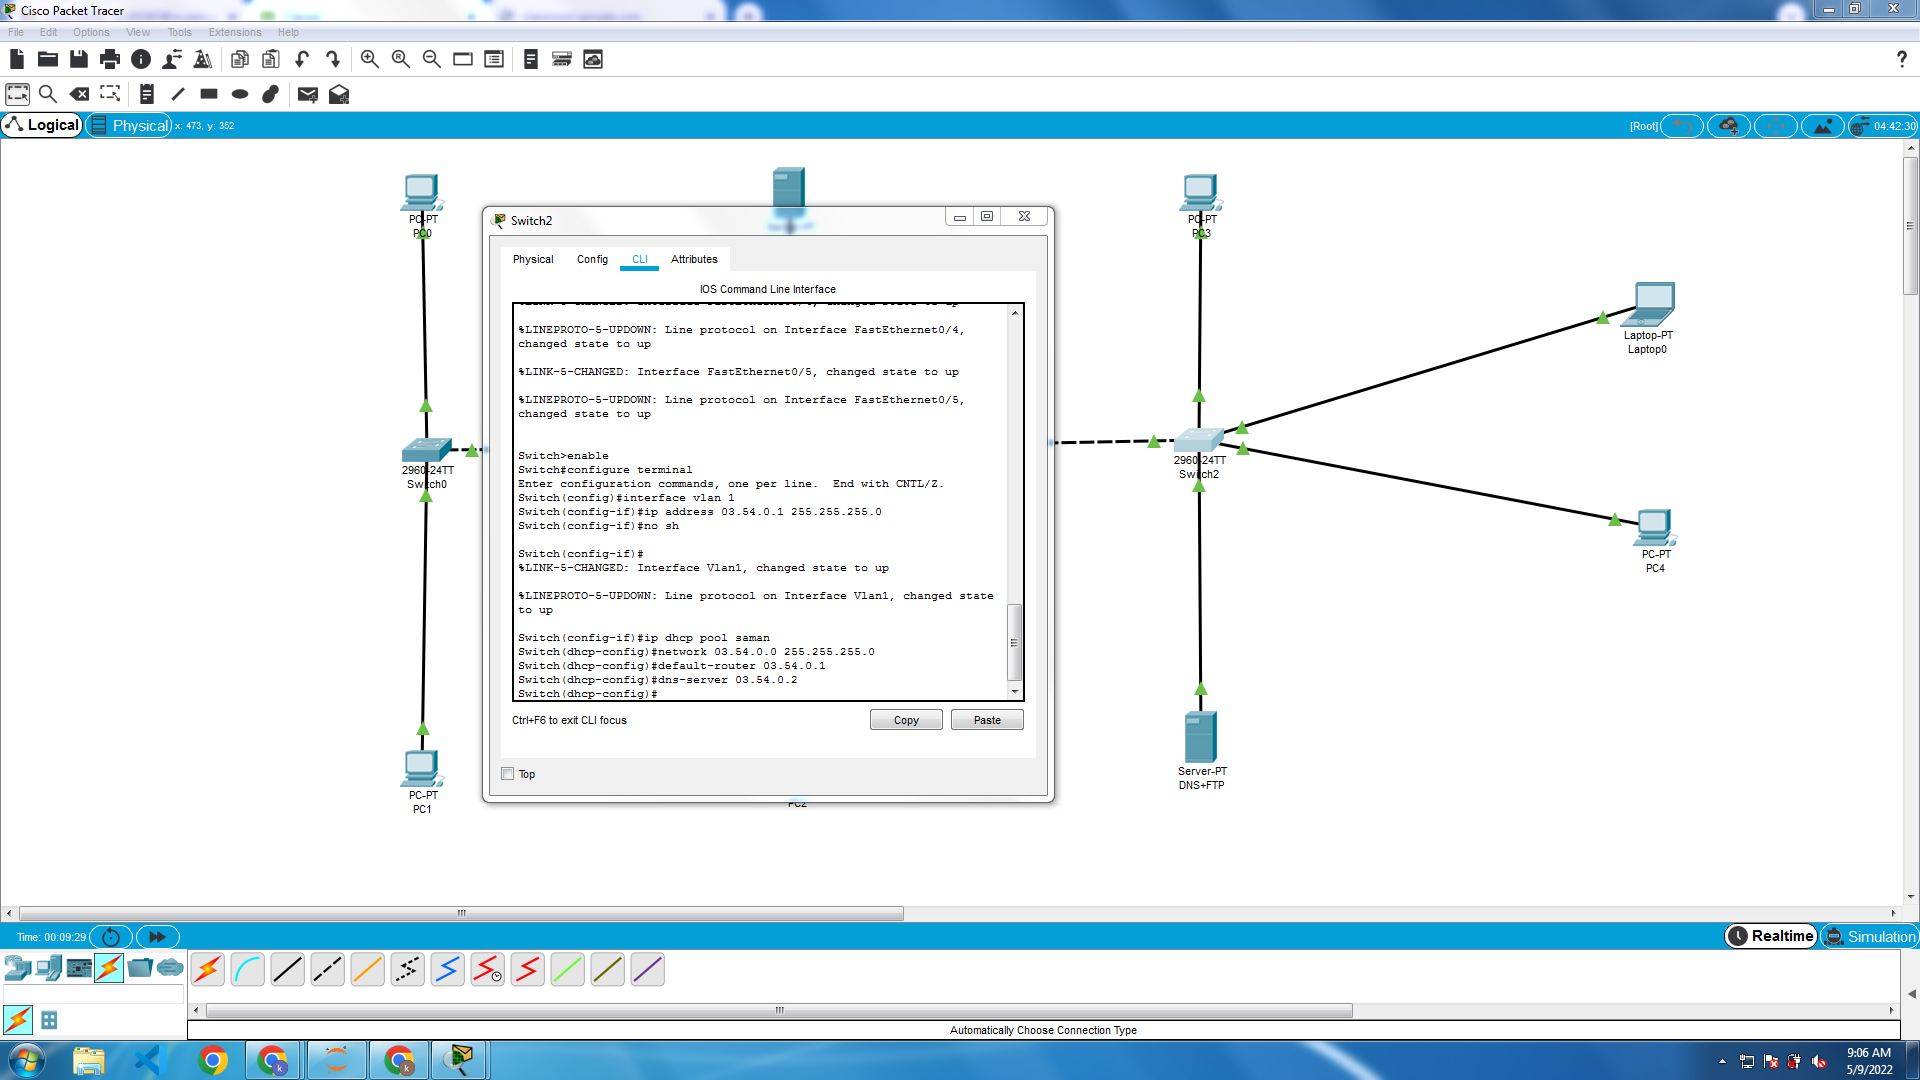 Cisco Packet Tracer
File Edit Options View Tools Extensions Help
Logical Physical x: 473, y: 352 [Root] 04:42:30
PC-PT
PC0
PC-PT
PC3
Laptop-PT
Laptop0
2960-24TT
Switch0
2960-24TT
Switch2
PC-PT
PC4
PC-PT
PC1
Server-PT
DNS+FTP
PC2
Switch2
Physical Config CLI Attributes
IOS Command Line Interface
%LINEPROTO-5-UPDOWN: Line protocol on Interface FastEthernet0/4,
changed state to up
%LINK-5-CHANGED: Interface FastEthernet0/5, changed state to up
%LINEPROTO-5-UPDOWN: Line protocol on Interface FastEthernet0/5,
changed state to up
Switch>enable
Switch#configure terminal
Enter configuration commands, one per line.  End with CNTL/Z.
Switch(config)#interface vlan 1
Switch(config-if)#ip address 03.54.0.1 255.255.255.0
Switch(config-if)#no sh
Switch(config-if)#
%LINK-5-CHANGED: Interface Vlan1, changed state to up
%LINEPROTO-5-UPDOWN: Line protocol on Interface Vlan1, changed state
to up
Switch(config-if)#ip dhcp pool saman
Switch(dhcp-config)#network 03.54.0.0 255.255.255.0
Switch(dhcp-config)#default-router 03.54.0.1
Switch(dhcp-config)#dns-server 03.54.0.2
Switch(dhcp-config)#
Ctrl+F6 to exit CLI focus Copy Paste
Top
Time: 00:09:29 Realtime Simulation
Automatically Choose Connection Type
9:06 AM
5/9/2022